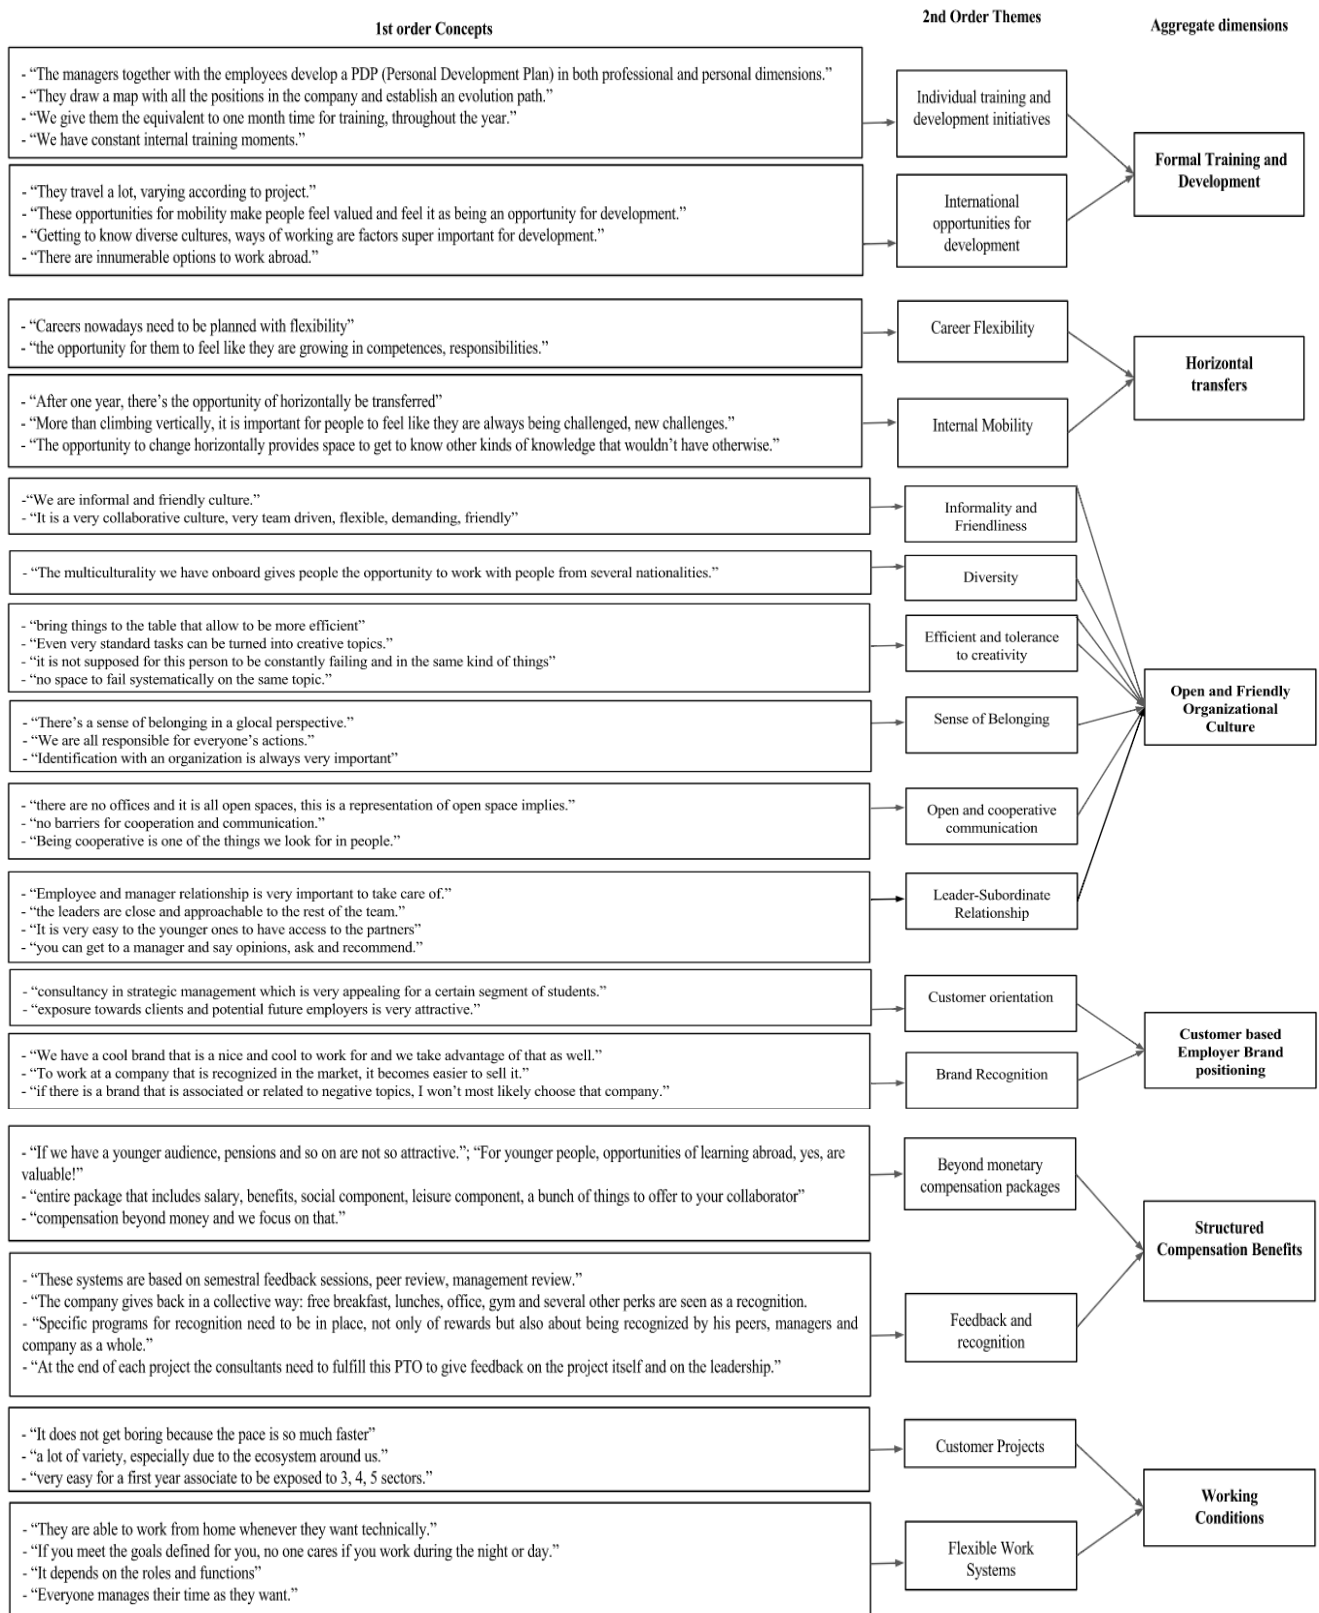 1st order Concepts
2nd Order Themes
Aggregate dimensions
- “The managers together with the employees develop a PDP (Personal Development Plan) in both professional and personal dimensions.”
- “They draw a map with all the positions in the company and establish an evolution path.”
- “We give them the equivalent to one month time for training, throughout the year.”
- “We have constant internal training moments.”
Individual training and
development initiatives
- “They travel a lot, varying according to project.”
- “These opportunities for mobility make people feel valued and feel it as being an opportunity for development.”
- “Getting to know diverse cultures, ways of working are factors super important for development.”
- “There are innumerable options to work abroad.”
International
opportunities for
development
Formal Training and
Development
- “Careers nowadays need to be planned with flexibility”
- “the opportunity for them to feel like they are growing in competences, responsibilities.”
Career Flexibility
- “After one year, there’s the opportunity of horizontally be transferred”
- “More than climbing vertically, it is important for people to feel like they are always being challenged, new challenges.”
- “The opportunity to change horizontally provides space to get to know other kinds of knowledge that wouldn’t have otherwise.”
Internal Mobility
Horizontal
transfers
-“We are informal and friendly culture.”
- “It is a very collaborative culture, very team driven, flexible, demanding, friendly”
Informality and
Friendliness
- “The multiculturality we have onboard gives people the opportunity to work with people from several nationalities.”
Diversity
- “bring things to the table that allow to be more efficient”
- “Even very standard tasks can be turned into creative topics.”
- “it is not supposed for this person to be constantly failing and in the same kind of things”
- “no space to fail systematically on the same topic.”
Efficient and tolerance
to creativity
- “There’s a sense of belonging in a glocal perspective.”
- “We are all responsible for everyone’s actions.”
- “Identification with an organization is always very important”
Sense of Belonging
- “there are no offices and it is all open spaces, this is a representation of open space implies.”
- “no barriers for cooperation and communication.”
- “Being cooperative is one of the things we look for in people.”
Open and cooperative
communication
- “Employee and manager relationship is very important to take care of.”
- “the leaders are close and approachable to the rest of the team.”
- “It is very easy to the younger ones to have access to the partners”
- “you can get to a manager and say opinions, ask and recommend.”
Leader-Subordinate
Relationship
Open and Friendly
Organizational
Culture
- “consultancy in strategic management which is very appealing for a certain segment of students.”
- “exposure towards clients and potential future employers is very attractive.”
Customer orientation
- “We have a cool brand that is a nice and cool to work for and we take advantage of that as well.”
- “To work at a company that is recognized in the market, it becomes easier to sell it.”
- “if there is a brand that is associated or related to negative topics, I won’t most likely choose that company.”
Brand Recognition
Customer based
Employer Brand
positioning
- “If we have a younger audience, pensions and so on are not so attractive.”; “For younger people, opportunities of learning abroad, yes, are
valuable!”
- “entire package that includes salary, benefits, social component, leisure component, a bunch of things to offer to your collaborator”
- “compensation beyond money and we focus on that.”
Beyond monetary
compensation packages
- “These systems are based on semestral feedback sessions, peer review, management review.”
- “The company gives back in a collective way: free breakfast, lunches, office, gym and several other perks are seen as a recognition.
- “Specific programs for recognition need to be in place, not only of rewards but also about being recognized by his peers, managers and
company as a whole.”
- “At the end of each project the consultants need to fulfill this PTO to give feedback on the project itself and on the leadership.”
Feedback and
recognition
Structured
Compensation Benefits
- “It does not get boring because the pace is so much faster”
- “a lot of variety, especially due to the ecosystem around us.”
- “very easy for a first year associate to be exposed to 3, 4, 5 sectors.”
Customer Projects
- “They are able to work from home whenever they want technically.”
- “If you meet the goals defined for you, no one cares if you work during the night or day.”
- “It depends on the roles and functions”
- “Everyone manages their time as they want.”
Flexible Work
Systems
Working
Conditions